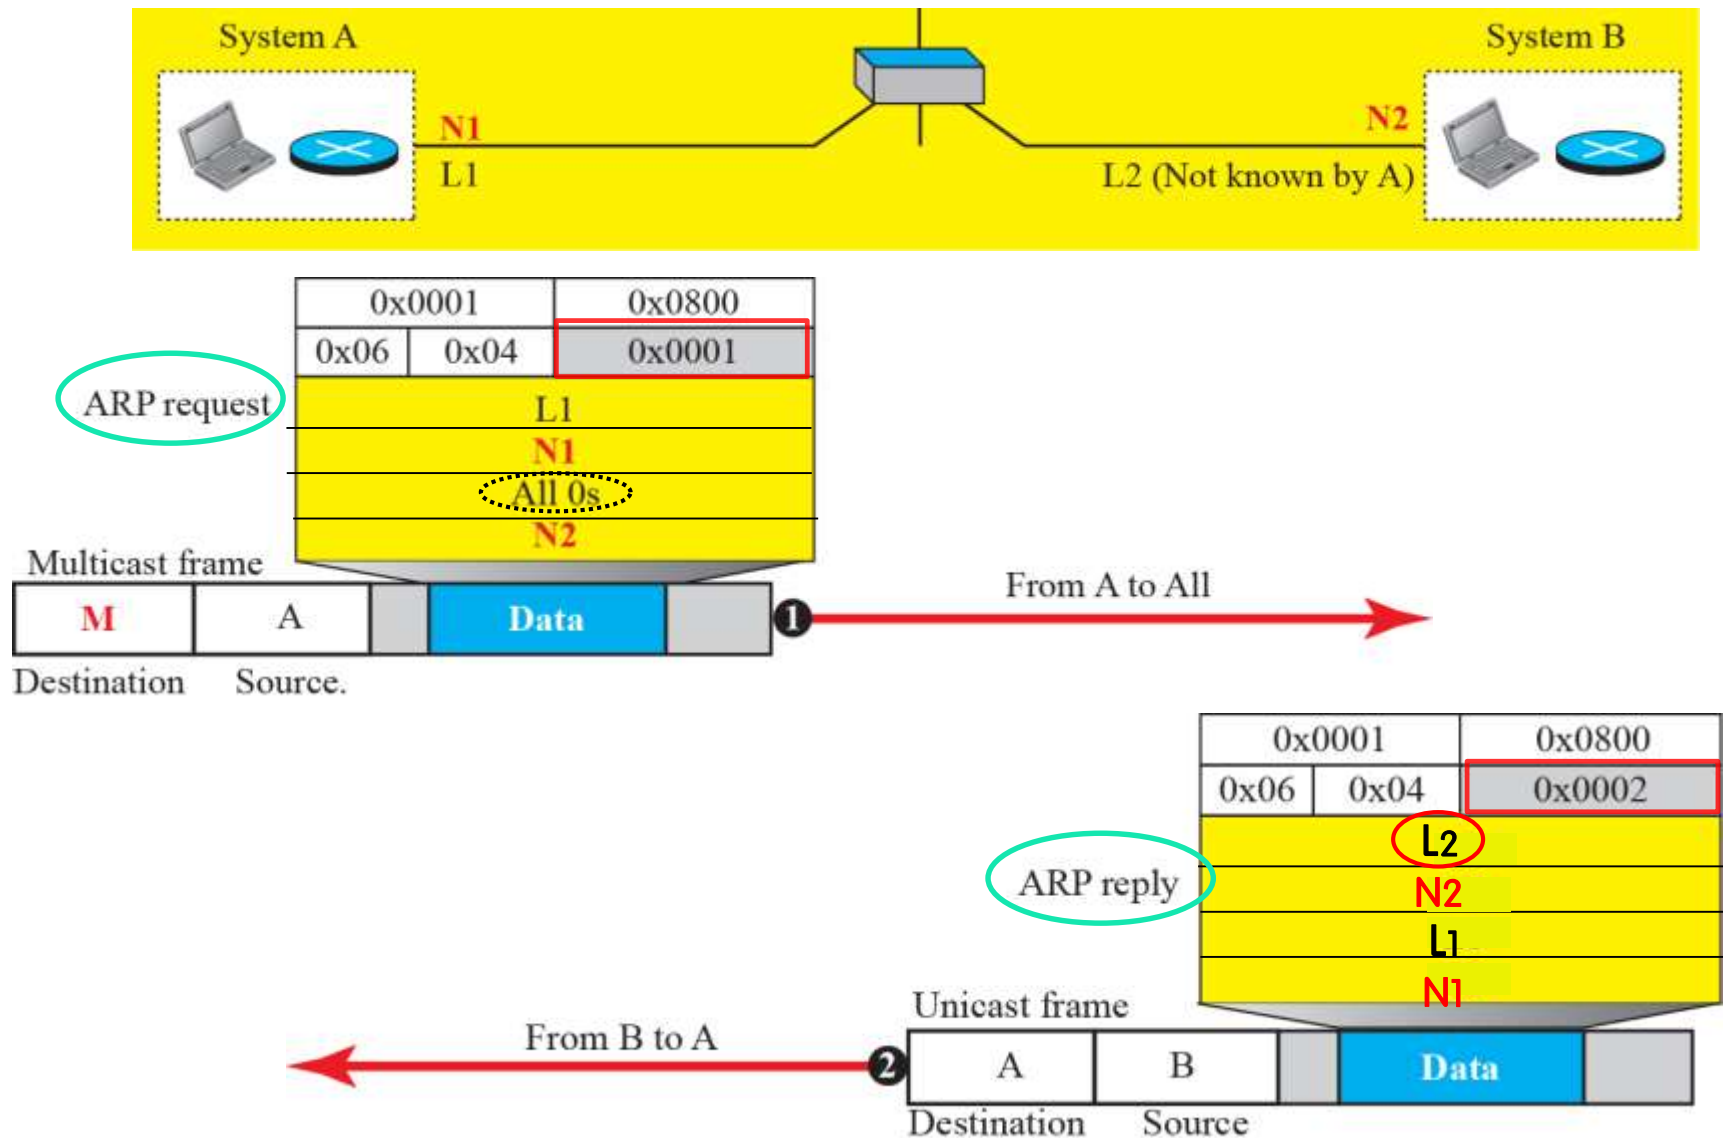 System A
System B
N1
N2
L1
L2 (Not known by A)
0x0001 0x0800
0x06 0x04 0x0001
ARP request
L1
N1
All 0s
N2
Multicast frame
M A Data 1
From A to All
Destination Source.
0x0001 0x0800
0x06 0x04 0x0002
ARP reply
L2
N2
L1
N1
Unicast frame
From B to A
2 A B Data
Destination Source